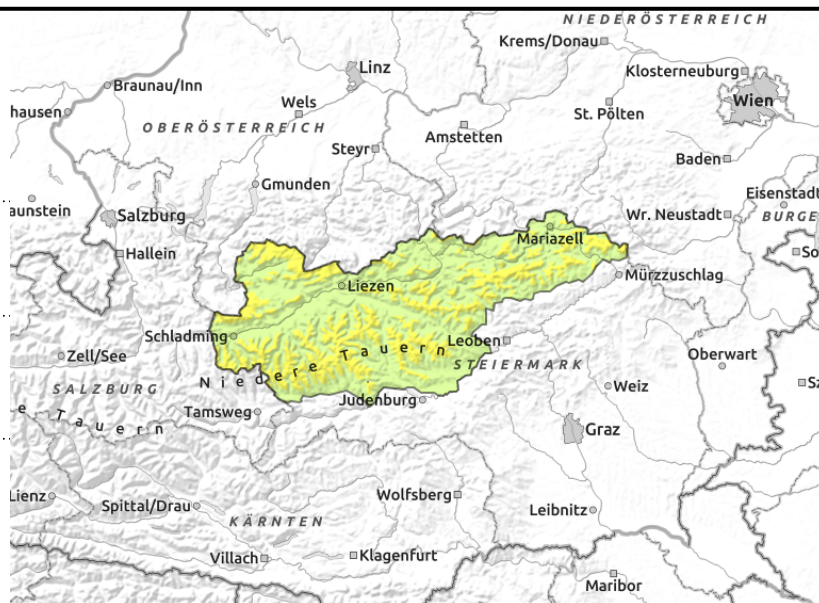 NIEDERÖSTERREICH
Krems/Donau
Linz
Klosterneuburg
Braunau/Inn
Wien
Wels
hausen
St. Pölten
OBERÖSTERREICH
Amstetten
Steyr
Baden
Gmunden
Eisenstadt
aunstein
Salzburg
Wr. Neustadt
BURGE
Mariazell
Hallein
So
Mürzzuschlag
Liezen
Schladming
Leoben
Zell/See
Niedere Tauern
STEIERMARK
Oberwart
SALZBURG
Weiz
Sz
Tamsweg
Judenburg
e Tauern
Graz
Lienz
Wolfsberg
Spittal/Drau
Leibnitz
KÄRNTEN
Villach
Klagenfurt
Maribor